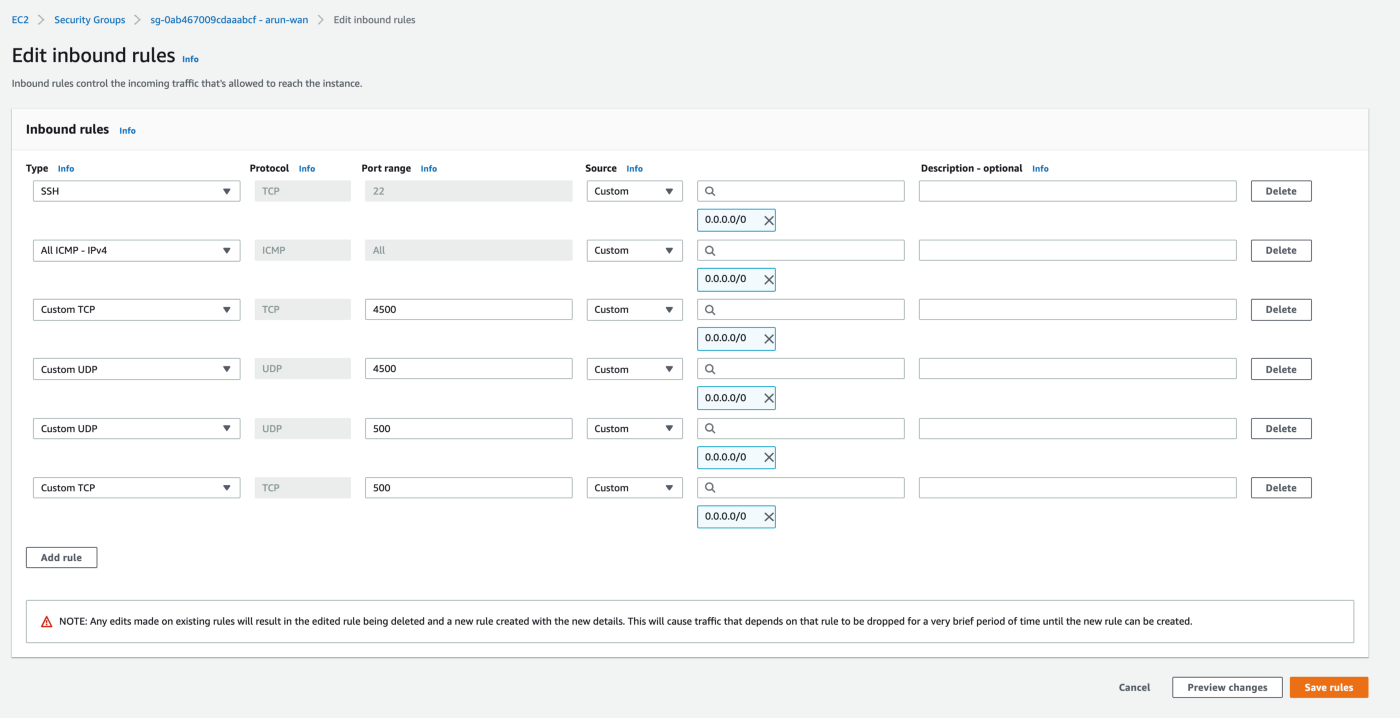 EC2 > Security Groups > sg-0ab467009cdaaabcf - arun-wan > Edit inbound rules
Edit inbound rules Info
Inbound rules control the incoming traffic that's allowed to reach the instance.
Inbound rules Info
Type Info Protocol Info Port range Info Source Info Description - optional Info
SSH TCP 22 Custom Delete
0.0.0.0/0
All ICMP - IPv4 ICMP All Custom Delete
0.0.0.0/0
Custom TCP TCP 4500 Custom Delete
0.0.0.0/0
Custom UDP UDP 4500 Custom Delete
0.0.0.0/0
Custom UDP UDP 500 Custom Delete
0.0.0.0/0
Custom TCP TCP 500 Custom Delete
0.0.0.0/0
Add rule
NOTE: Any edits made on existing rules will result in the edited rule being deleted and a new rule created with the new details. This will cause traffic that depends on that rule to be dropped for a very brief period of time until the new rule can be created.
Cancel Preview changes Save rules